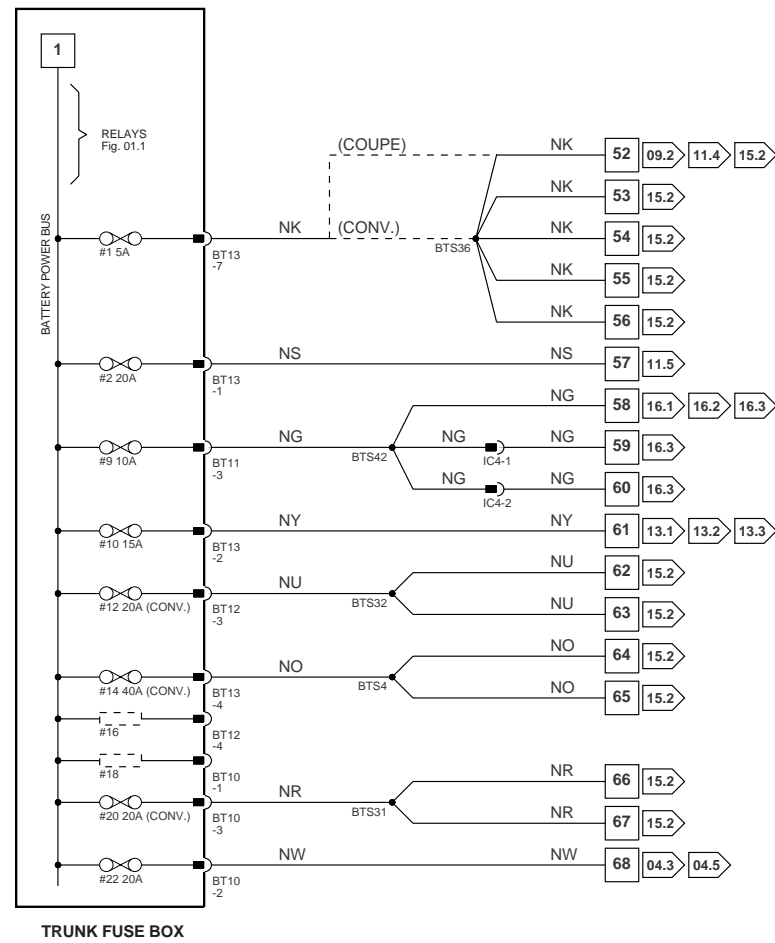 1
RELAYS
Fig. 01.1
BATTERY POWER BUS
(COUPE)
NK
52 09.2 11.4 15.2
NK
53 15.2
#1 5A
BT13
-7
NK
(CONV.)
BTS36
NK
54 15.2
NK
55 15.2
NK
56 15.2
#2 20A
BT13
-1
NS
NS
57 11.5
NG
58 16.1 16.2 16.3
#9 10A
BT11
-3
NG
BTS42
NG
IC4-1
NG
59 16.3
NG
IC4-2
NG
60 16.3
#10 15A
BT13
-2
NY
NY
61 13.1 13.2 13.3
NU
62 15.2
#12 20A (CONV.)
BT12
-3
NU
BTS32
NU
63 15.2
NO
64 15.2
#14 40A (CONV.)
BT13
-4
NO
BTS4
NO
65 15.2
#16
BT12
-4
#18
BT10
-1
NR
66 15.2
#20 20A (CONV.)
BT10
-3
NR
BTS31
NR
67 15.2
#22 20A
BT10
-2
NW
NW
68 04.3 04.5
TRUNK FUSE BOX